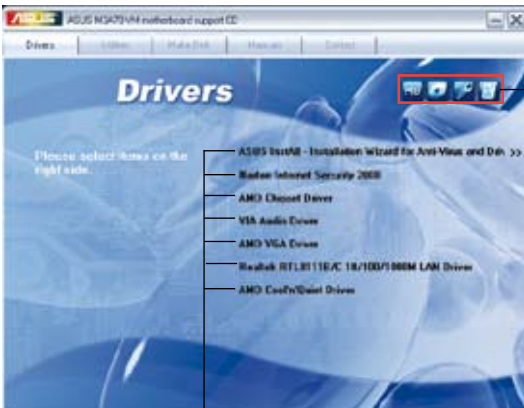 ASUS ASUS M3A78-VM motherboard support CD
Drivers Utilities Make Disk Manuals Contact
Drivers
Please select items on the
right side.
ASUS InstAll - Installation Wizard for Anti-Virus and Driv >>
Norton Internet Security 2008
AMD Chipset Driver
VIA Audio Driver
AMD VGA Driver
Realtek RTL8111B/C 10/100/1000M LAN Driver
AMD Cool'n'Quiet Driver